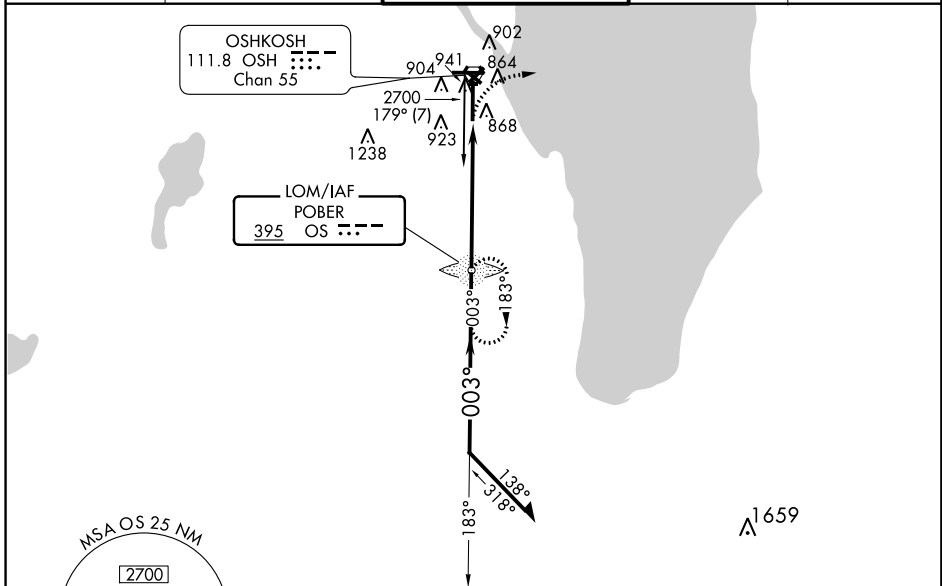 OSHKOSH
111.8 OSH
Chan 55
902
941
904
864
2700
179° (7)
868
923
1238
LOM/IAF
POBER
395 OS
183°
003°
003°
138°
318°
183°
1659
MSA OS 25 NM
2700